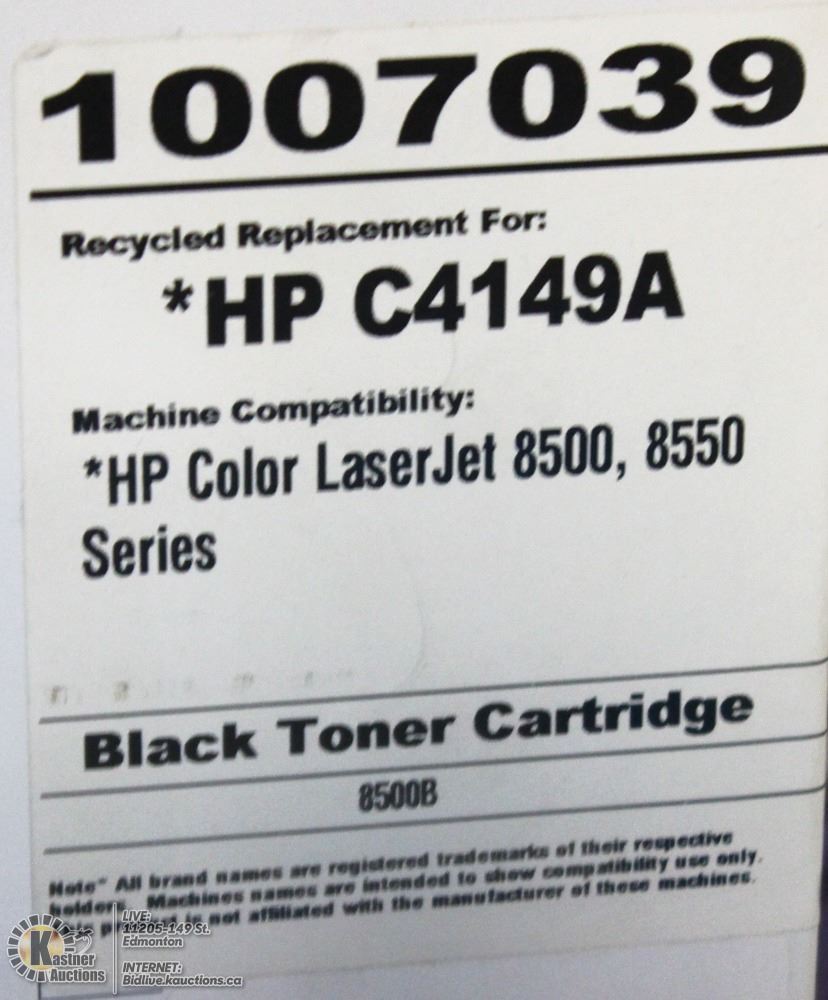 1007039
Recycled Replacement For:
*HP C4149A
Machine Compatibility:
*HP Color LaserJet 8500, 8550
Series
Black Toner Cartridge
8500B
Note* All brand names are registered trademarks of their respective
holder. Machines names are intended to show compatibility use only.
product is not affiliated with the manufacturer of these machines.
Kastner
Auctions
LIVE:
11205-149 St.
Edmonton
INTERNET:
Bidlive.kauctions.ca